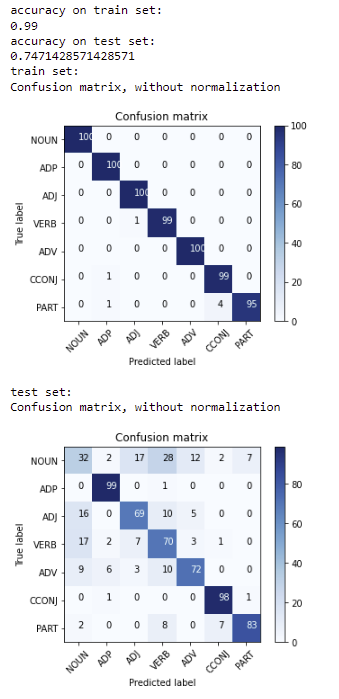 accuracy on train set:
0.99
accuracy on test set:
0.7471428571428571
train set:
Confusion matrix, without normalization
Confusion matrix
NOUN 100 0 0 0 0 0 0
ADP 0 100 0 0 0 0 0
ADJ 0 0 100 0 0 0 0
VERB 0 0 1 99 0 0 0
ADV 0 0 0 0 100 0 0
CCONJ 0 1 0 0 0 99 0
PART 0 1 0 0 0 4 95
NOUN ADP ADJ VERB ADV CCONJ PART
True label
Predicted label
100
80
60
40
20
0
test set:
Confusion matrix, without normalization
Confusion matrix
NOUN 32 2 17 28 12 2 7
ADP 0 99 0 1 0 0 0
ADJ 16 0 69 10 5 0 0
VERB 17 2 7 70 3 1 0
ADV 9 6 3 10 72 0 0
CCONJ 0 1 0 0 0 98 1
PART 2 0 0 8 0 7 83
NOUN ADP ADJ VERB ADV CCONJ PART
True label
Predicted label
80
60
40
20
0